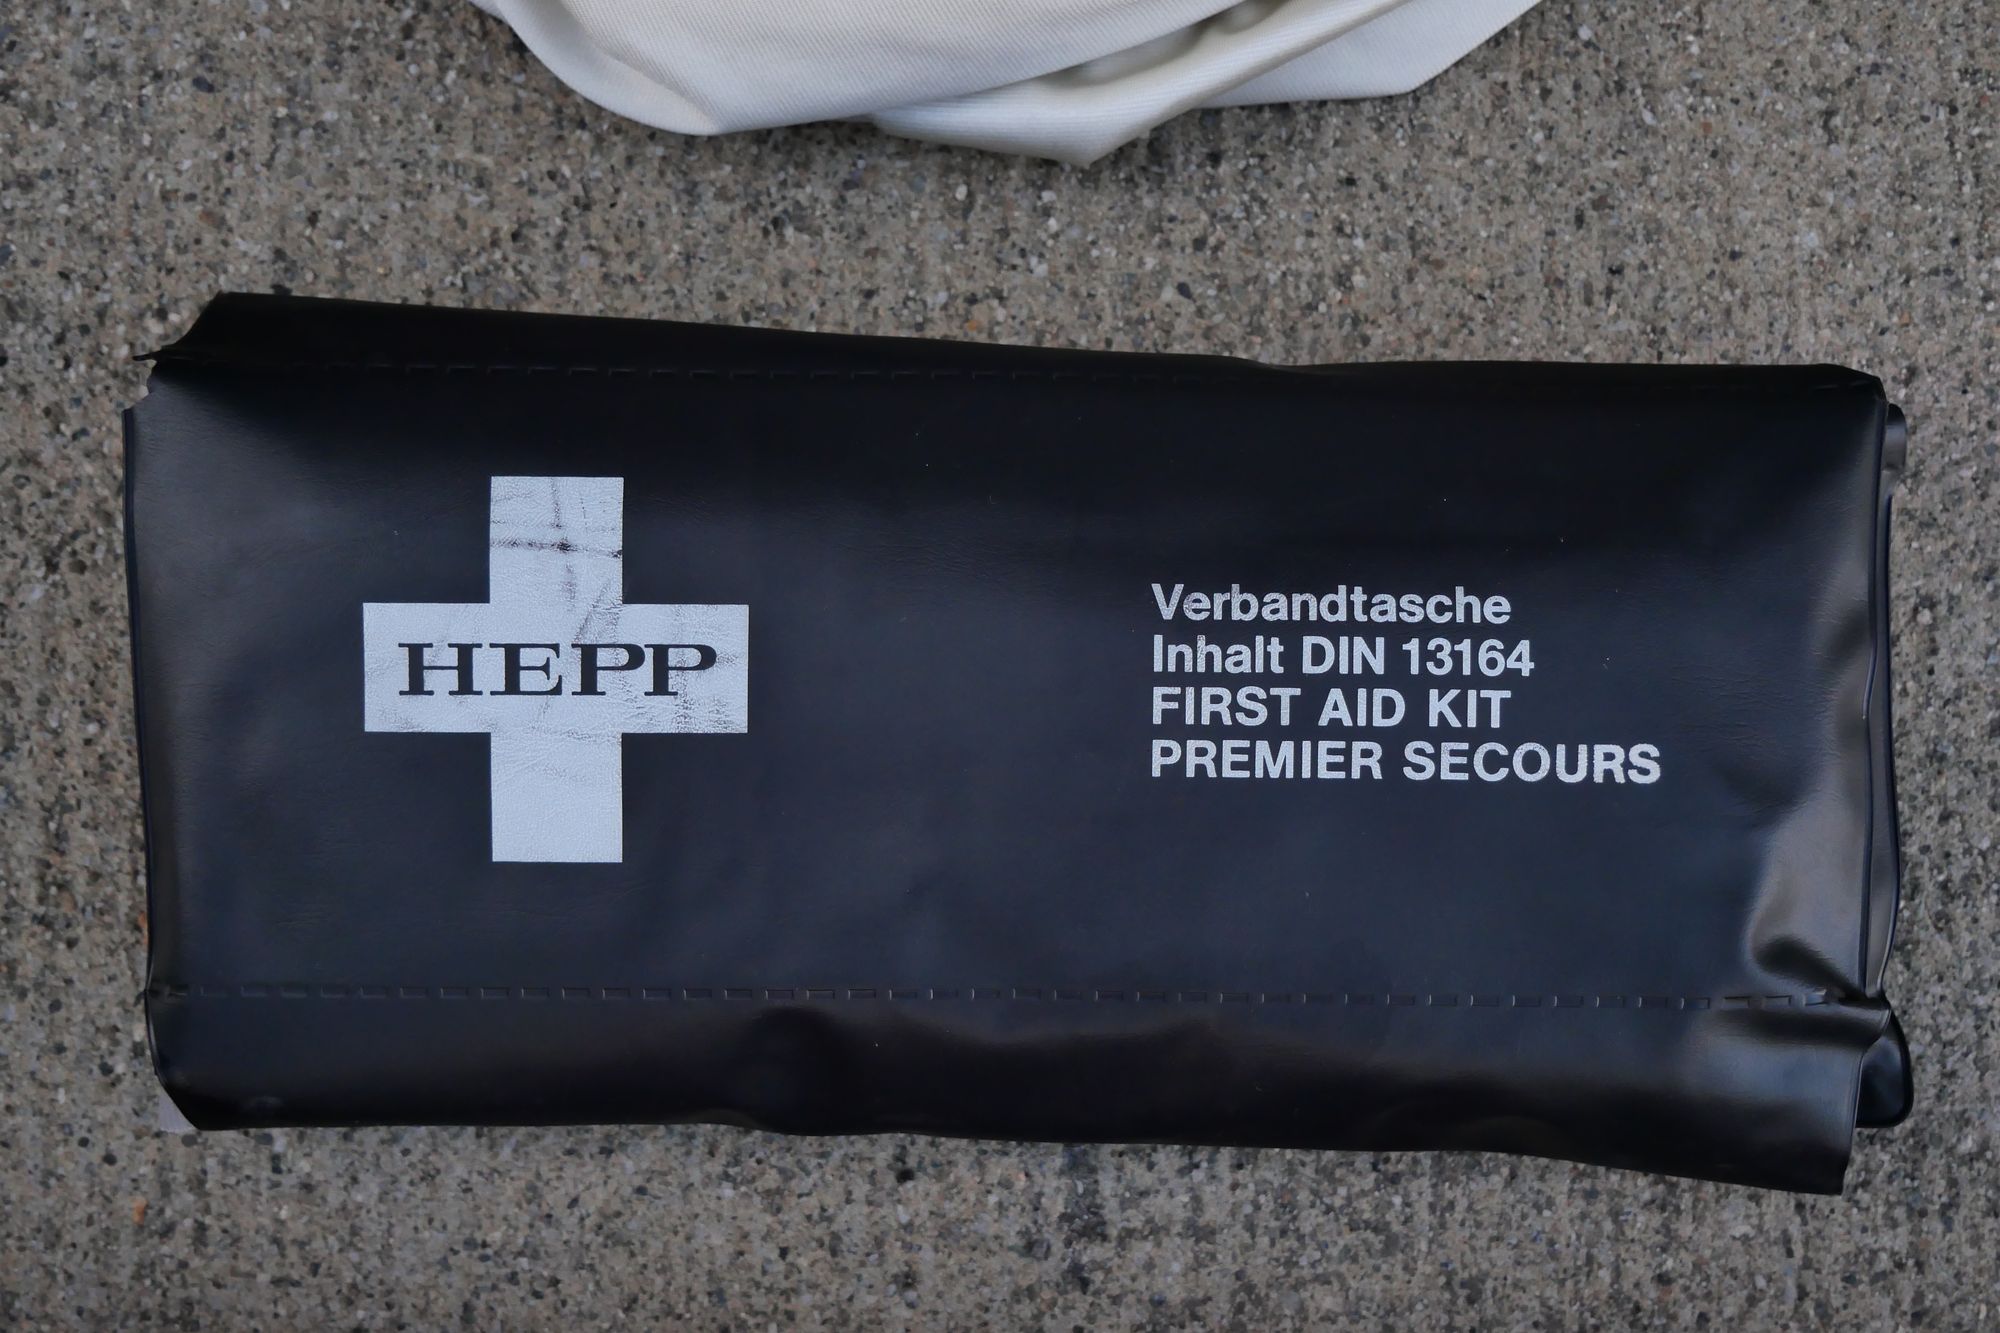 HEPP
Verbandtasche
Inhalt DIN 13164
FIRST AID KIT
PREMIER SECOURS